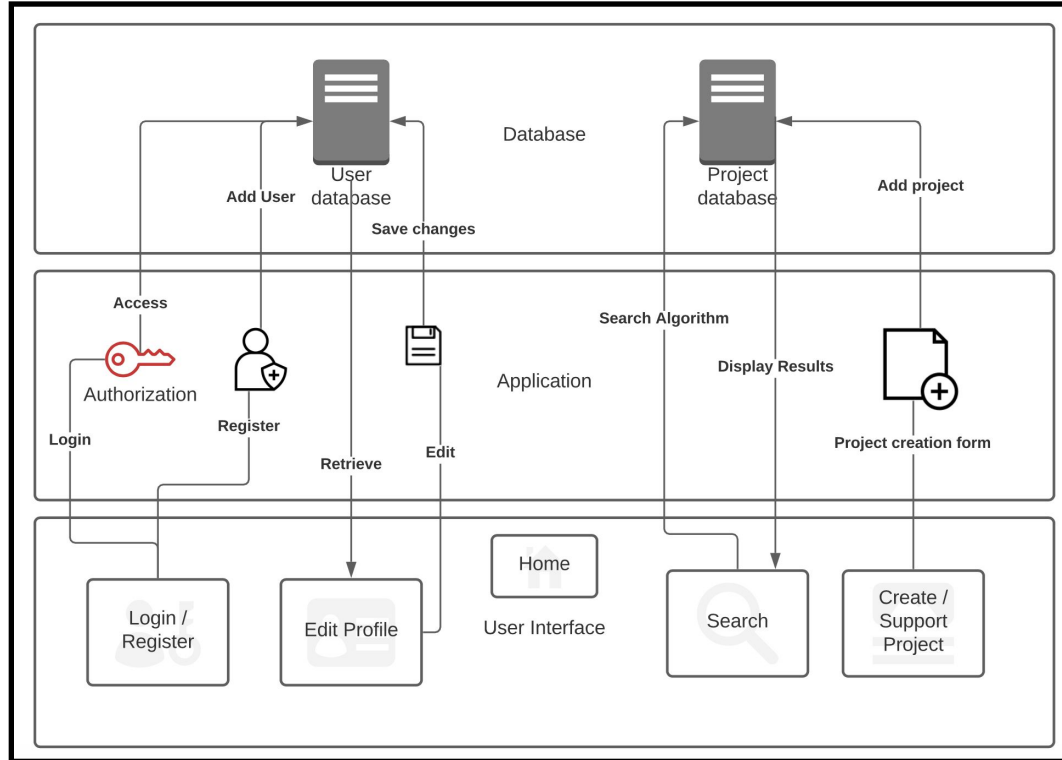 Database
User
database
Project
database
Add User
Add project
Save changes
Access
Search Algorithm
Display Results
Application
Authorization
Register
Login
Edit
Project creation form
Retrieve
Home
Login /
Register
Edit Profile
User Interface
Search
Create /
Support
Project